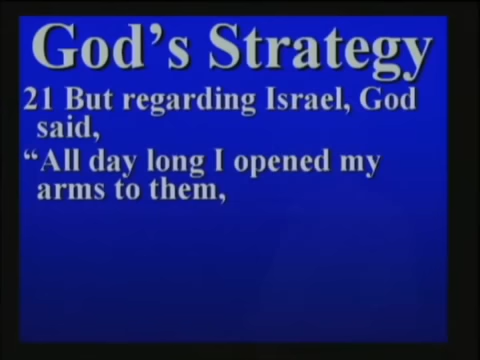 God's Strategy
21 But regarding Israel, God
said,
“All day long I opened my
arms to them,